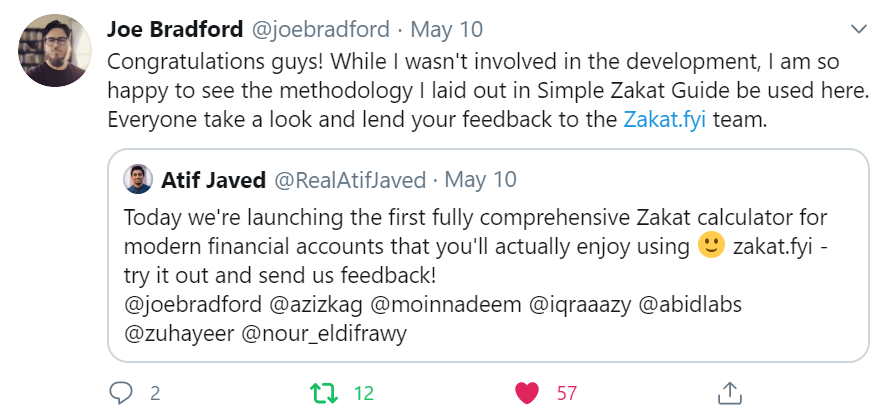 Joe Bradford @joebradford · May 10
Congratulations guys! While I wasn't involved in the development, I am so
happy to see the methodology I laid out in Simple Zakat Guide be used here.
Everyone take a look and lend your feedback to the Zakat.fyi team.
Atif Javed @RealAtifJaved · May 10
Today we're launching the first fully comprehensive Zakat calculator for
modern financial accounts that you'll actually enjoy using 🙂 zakat.fyi -
try it out and send us feedback!
@joebradford @azizkag @moinnadeem @iqraaazy @abidlabs
@zuhayeer @nour_eldifrawy
2 12 57